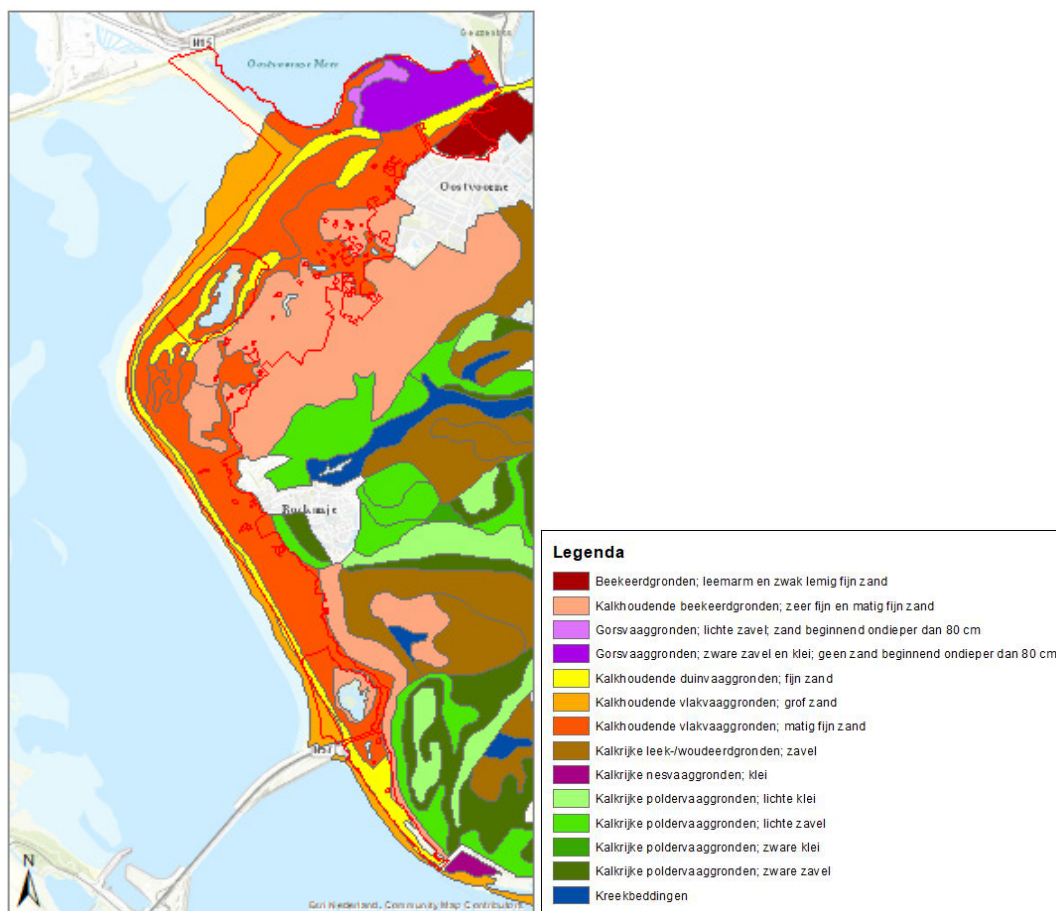 N15
Oostvoornse Meer
Oostvoorne
Rockanje
N57
N
Esri Nederland, Community Map Contributors
Legenda
Beekeerdgronden; leemarm en zwak lemig fijn zand
Kalkhoudende beekeerdgronden; zeer fijn en matig fijn zand
Gorsvaaggronden; lichte zavel; zand beginnend ondieper dan 80 cm
Gorsvaaggronden; zware zavel en klei; geen zand beginnend ondieper dan 80 cm
Kalkhoudende duinvaaggronden; fijn zand
Kalkhoudende vlakvaaggronden; grof zand
Kalkhoudende vlakvaaggronden; matig fijn zand
Kalkrijke leek-/woudeerdgronden; zavel
Kalkrijke nesvaaggronden; klei
Kalkrijke poldervaaggronden; lichte klei
Kalkrijke poldervaaggronden; lichte zavel
Kalkrijke poldervaaggronden; zware klei
Kalkrijke poldervaaggronden; zware zavel
Kreekbeddingen